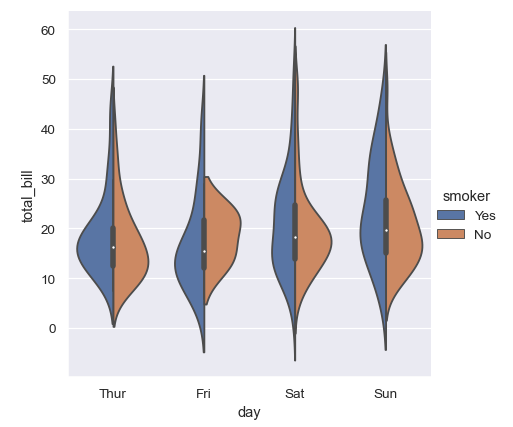 60
50
40
30
20
10
0
total_bill
Thur Fri Sat Sun
day
smoker
Yes
No